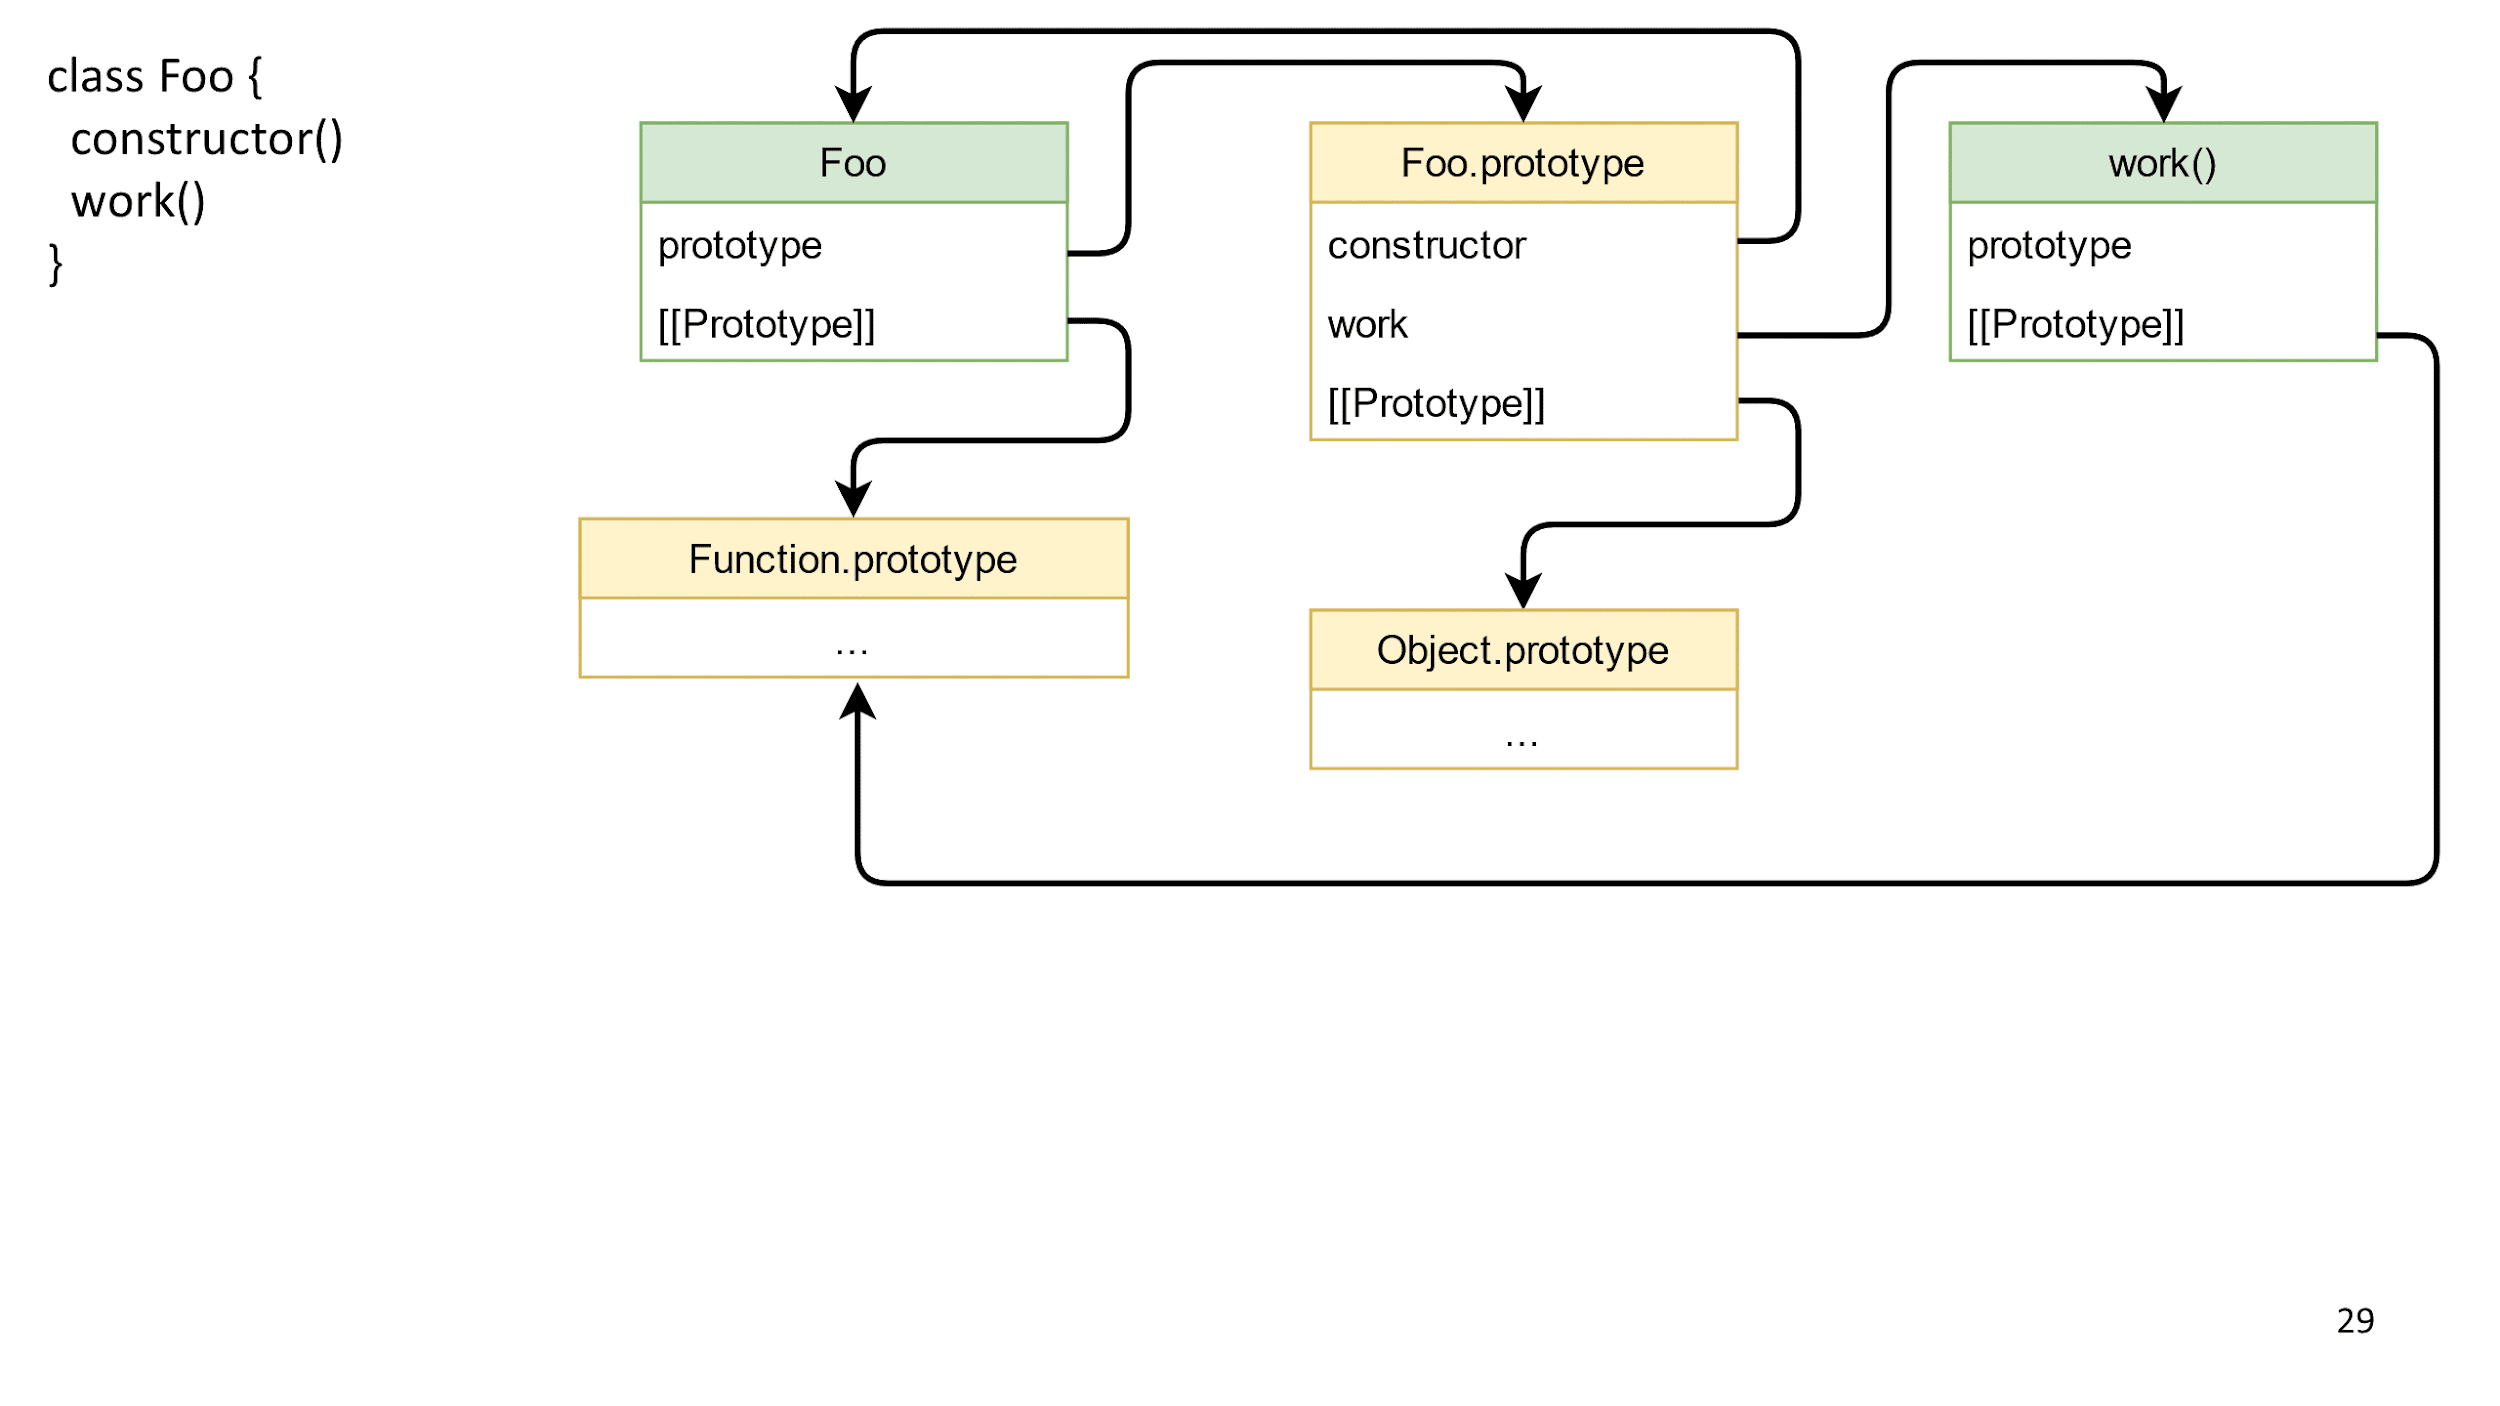 class Foo {
constructor()
work()
}
Foo
prototype
[[Prototype]]
Foo.prototype
constructor
work
[[Prototype]]
work()
prototype
[[Prototype]]
Function.prototype
...
Object.prototype
...
29